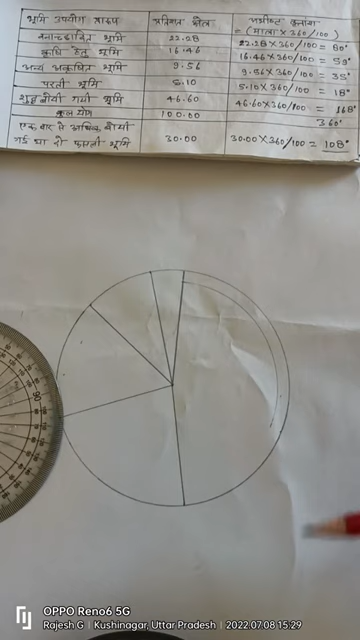 भूमि उपयोग प्रारूप प्रतिशत क्षेत्र
= (मात्रा × 360/100)
वनाच्छादित भूमि 22.28 22.28×360/100 = 80°
कृषि हेतु भूमि 16.46 16.46×360/100 = 59°
अन्य अकृषित भूमि 9.56 9.56×360/100 =
परती भूमि 5.10 5.10×360/100 = 18°
शुद्ध बोयी गयी भूमि 46.60 46.60×360/100 = 168°
कुल योग 100.00 360°
एक बार से अधिक बोयी
गई या दो फसली भूमि 30.00 30.00×360/100 = 108°
OPPO Reno6 5G
Rajesh G | Kushinagar, Uttar Pradesh | 2022.07.08 15:29